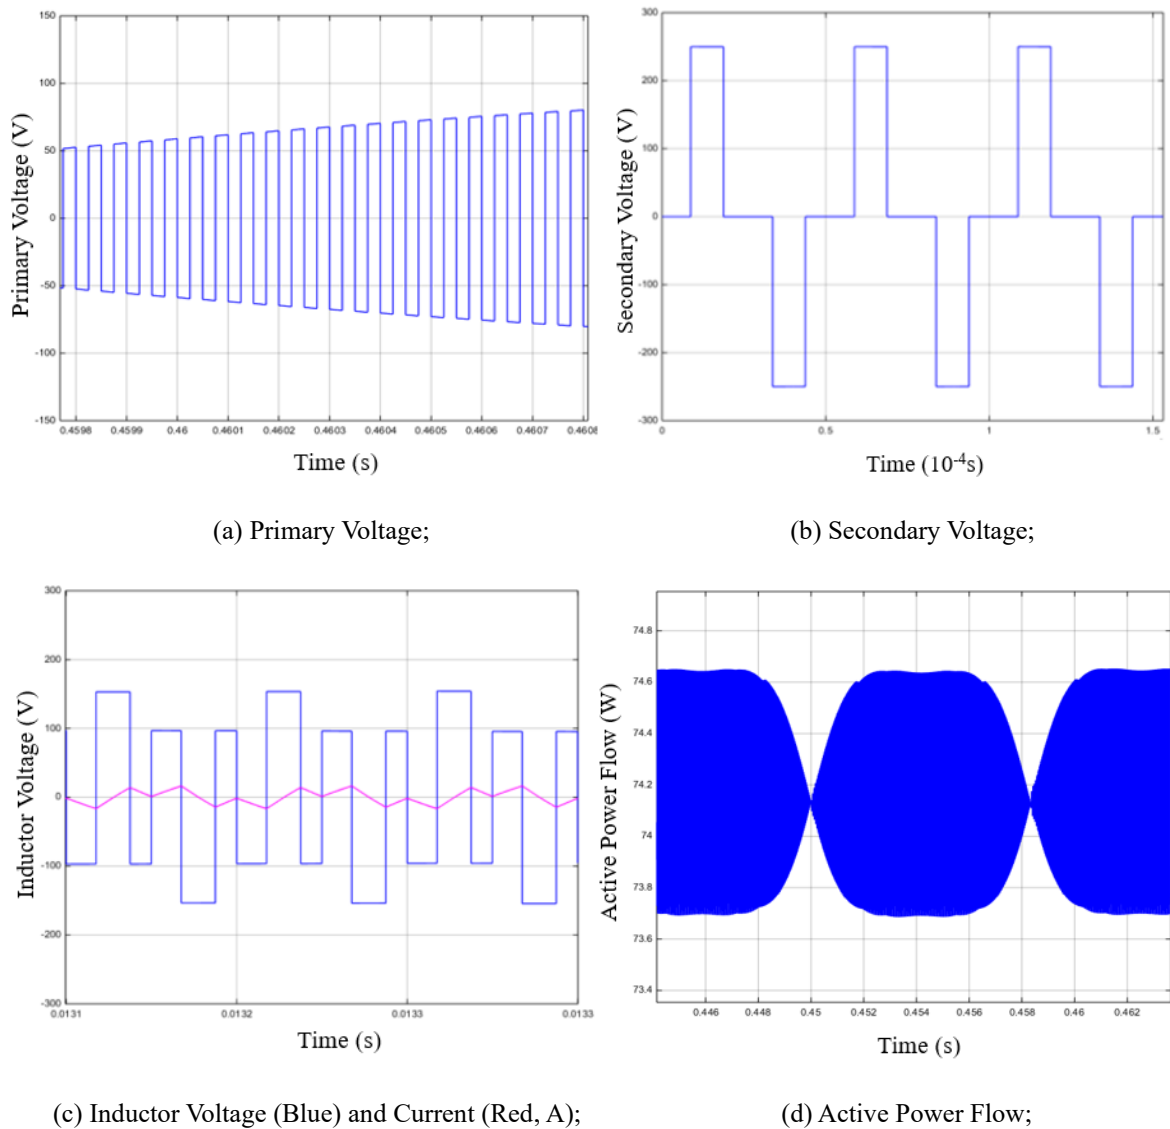 150
100
50
0
-50
-100
-150
Primary Voltage (V)
0.4598 0.4599 0.46 0.4601 0.4602 0.4603 0.4604 0.4605 0.4606 0.4607 0.4608
Time (s)
(a) Primary Voltage;
300
200
100
0
-100
-200
-300
Secondary Voltage (V)
0 0.5 1 1.5
Time (10⁻⁴s)
(b) Secondary Voltage;
300
200
100
0
-100
-200
-300
Inductor Voltage (V)
0.0131 0.0132 0.0133 0.0133
Time (s)
(c) Inductor Voltage (Blue) and Current (Red, A);
74.8
74.6
74.4
74.2
74
73.8
73.6
73.4
Active Power Flow (W)
0.446 0.448 0.45 0.452 0.454 0.456 0.458 0.46 0.462
Time (s)
(d) Active Power Flow;